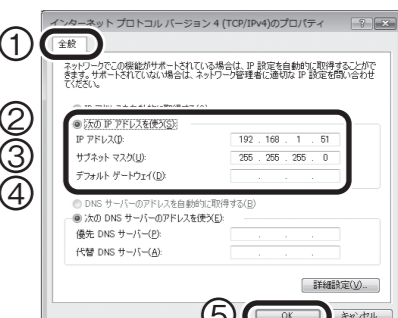 インターネット プロトコル バージョン 4 (TCP/IPv4)のプロパティ
①
全般
ネットワークでこの機能がサポートされている場合は、IP 設定を自動的に取得することがで
きます。サポートされていない場合は、ネットワーク管理者に適切な IP 設定を問い合わせ
てください。
② 次の IP アドレスを使う(S):
IP アドレス(I): 192 . 168 . 1 . 51
③ サブネット マスク(U): 255 . 255 . 255 . 0
④ デフォルト ゲートウェイ(D): . . .
DNS サーバーのアドレスを自動的に取得する(B)
次の DNS サーバーのアドレスを使う(E):
優先 DNS サーバー(P): . . .
代替 DNS サーバー(A): . . .
詳細設定(V)...
⑤ OK キャンセル